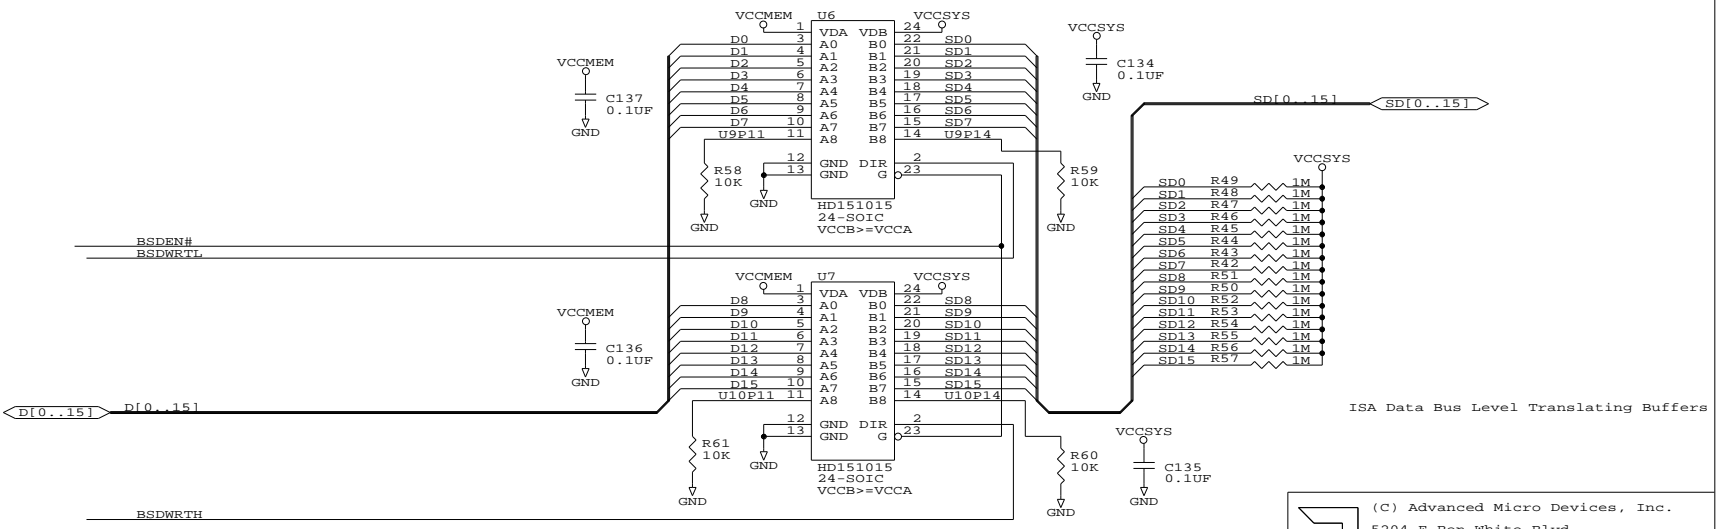 VCCMEM U6 VCCSYS
1 VDA VDB 24
D0 3 A0 B0 22 SD0
D1 4 A1 B1 21 SD1
D2 5 A2 B2 20 SD2
D3 6 A3 B3 19 SD3
D4 7 A4 B4 18 SD4
D5 8 A5 B5 17 SD5
D6 9 A6 B6 16 SD6
D7 10 A7 B7 15 SD7
U9P11 11 A8 B8 14 U9P14
12 GND DIR 2
13 GND G 23
HD151015
24-SOIC
VCCB>=VCCA
VCCMEM
C137
0.1UF
GND
R58
10K
GND
GND
R59
10K
GND
VCCSYS
C134
0.1UF
GND
SD[0..15] SD[0..15]
VCCSYS
SD0 R49 1M
SD1 R48 1M
SD2 R47 1M
SD3 R46 1M
SD4 R45 1M
SD5 R44 1M
SD6 R43 1M
SD7 R42 1M
SD8 R51 1M
SD9 R50 1M
SD10 R52 1M
SD11 R53 1M
SD12 R54 1M
SD13 R55 1M
SD14 R56 1M
SD15 R57 1M
BSDEN#
BSDWRTL
VCCMEM U7 VCCSYS
1 VDA VDB 24
D8 3 A0 B0 22 SD8
D9 4 A1 B1 21 SD9
D10 5 A2 B2 20 SD10
D11 6 A3 B3 19 SD11
D12 7 A4 B4 18 SD12
D13 8 A5 B5 17 SD13
D14 9 A6 B6 16 SD14
D15 10 A7 B7 15 SD15
U10P11 11 A8 B8 14 U10P14
12 GND DIR 2
13 GND G 23
HD151015
24-SOIC
VCCB>=VCCA
VCCMEM
C136
0.1UF
GND
D[0..15] D[0..15]
R61
10K
GND
GND
R60
10K
GND
VCCSYS
C135
0.1UF
GND
ISA Data Bus Level Translating Buffers
BSDWRTH
(C) Advanced Micro Devices, Inc.
5204 E Ben White Blvd